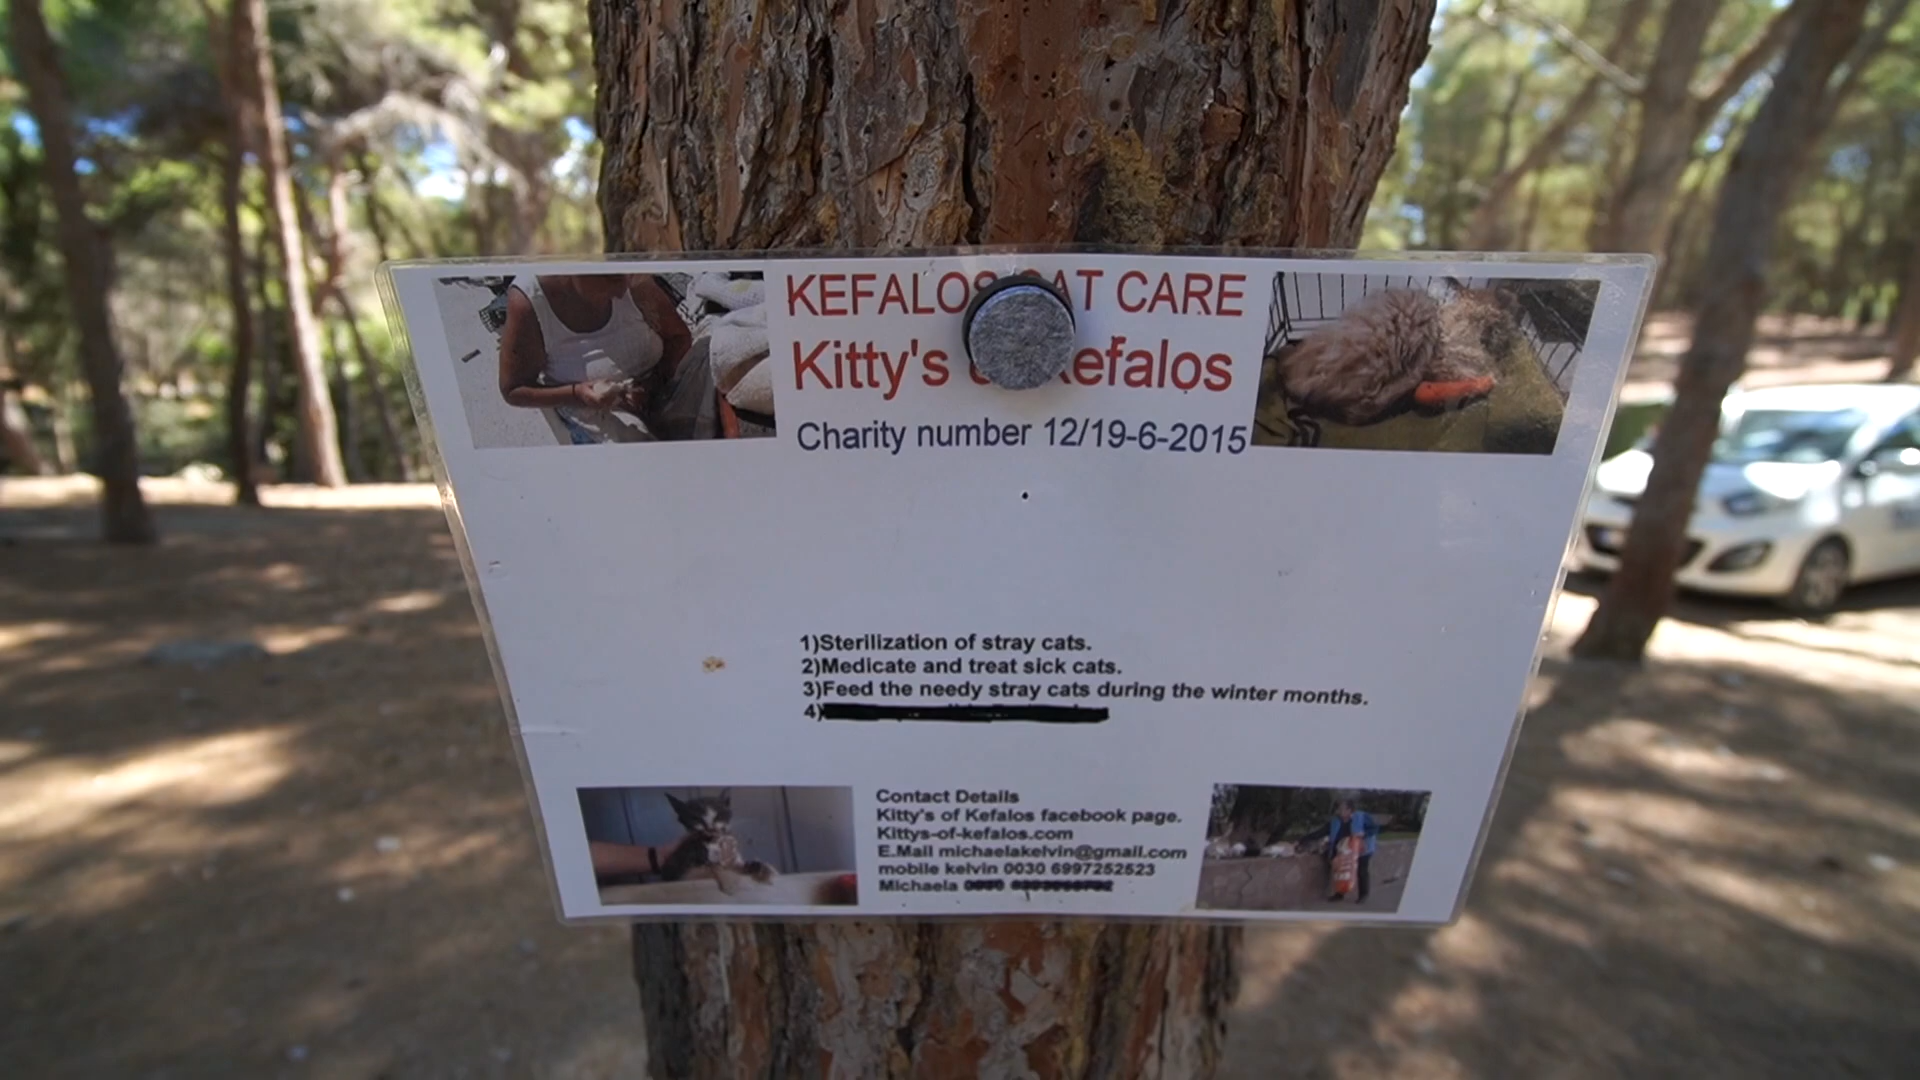 KEFALOS CAT CARE
Kitty's of Kefalos
Charity number 12/19-6-2015
1)Sterilization of stray cats.
2)Medicate and treat sick cats.
3)Feed the needy stray cats during the winter months.
4)
Contact Details
Kitty's of Kefalos facebook page.
Kittys-of-kefalos.com
E.Mail michaelakelvin@gmail.com
mobile kelvin 0030 6997252523
Michaela